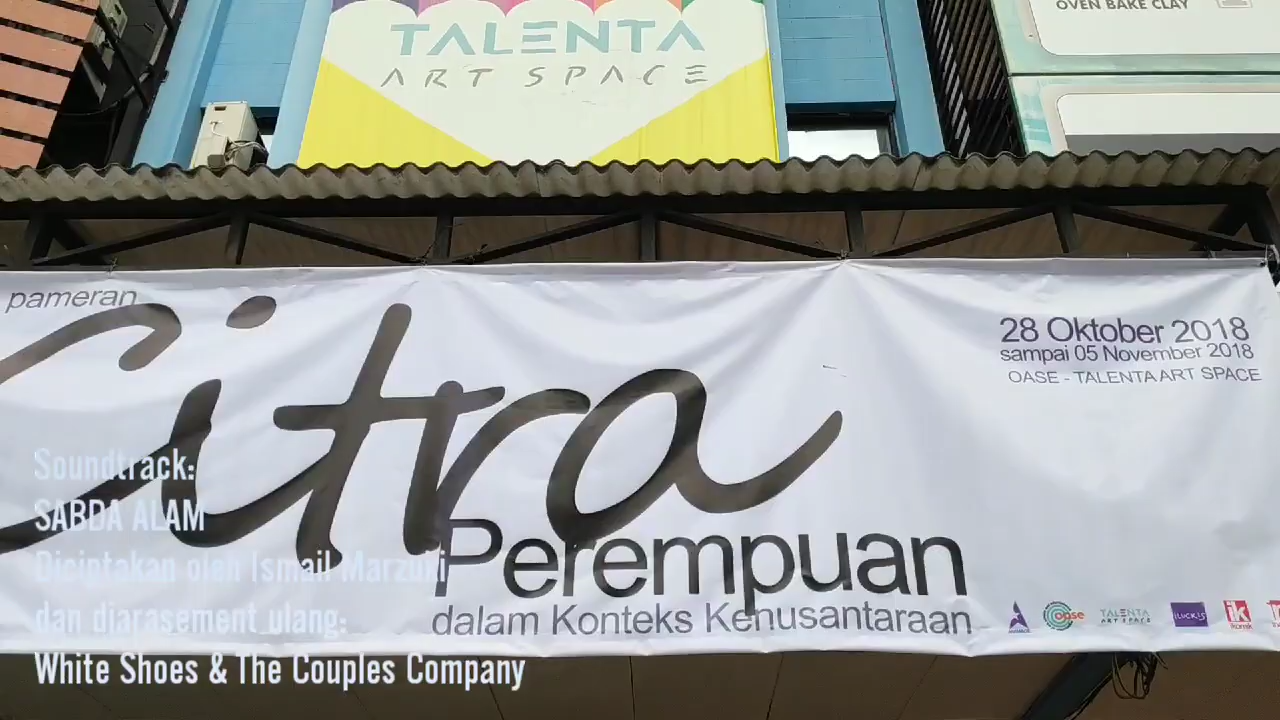 OVEN BAKE CLAY
TALENTA
ART SPACE
pameran
Citra
Perempuan
dalam Konteks Kenusantaraan
28 Oktober 2018
sampai 05 November 2018
OASE - TALENTA ART SPACE
oase
TALENTA
ART SPACE
Soundtrack:
SABDA ALAM
Diciptakan oleh Ismail Marzuki
dan diarasement ulang:
White Shoes & The Couples Company